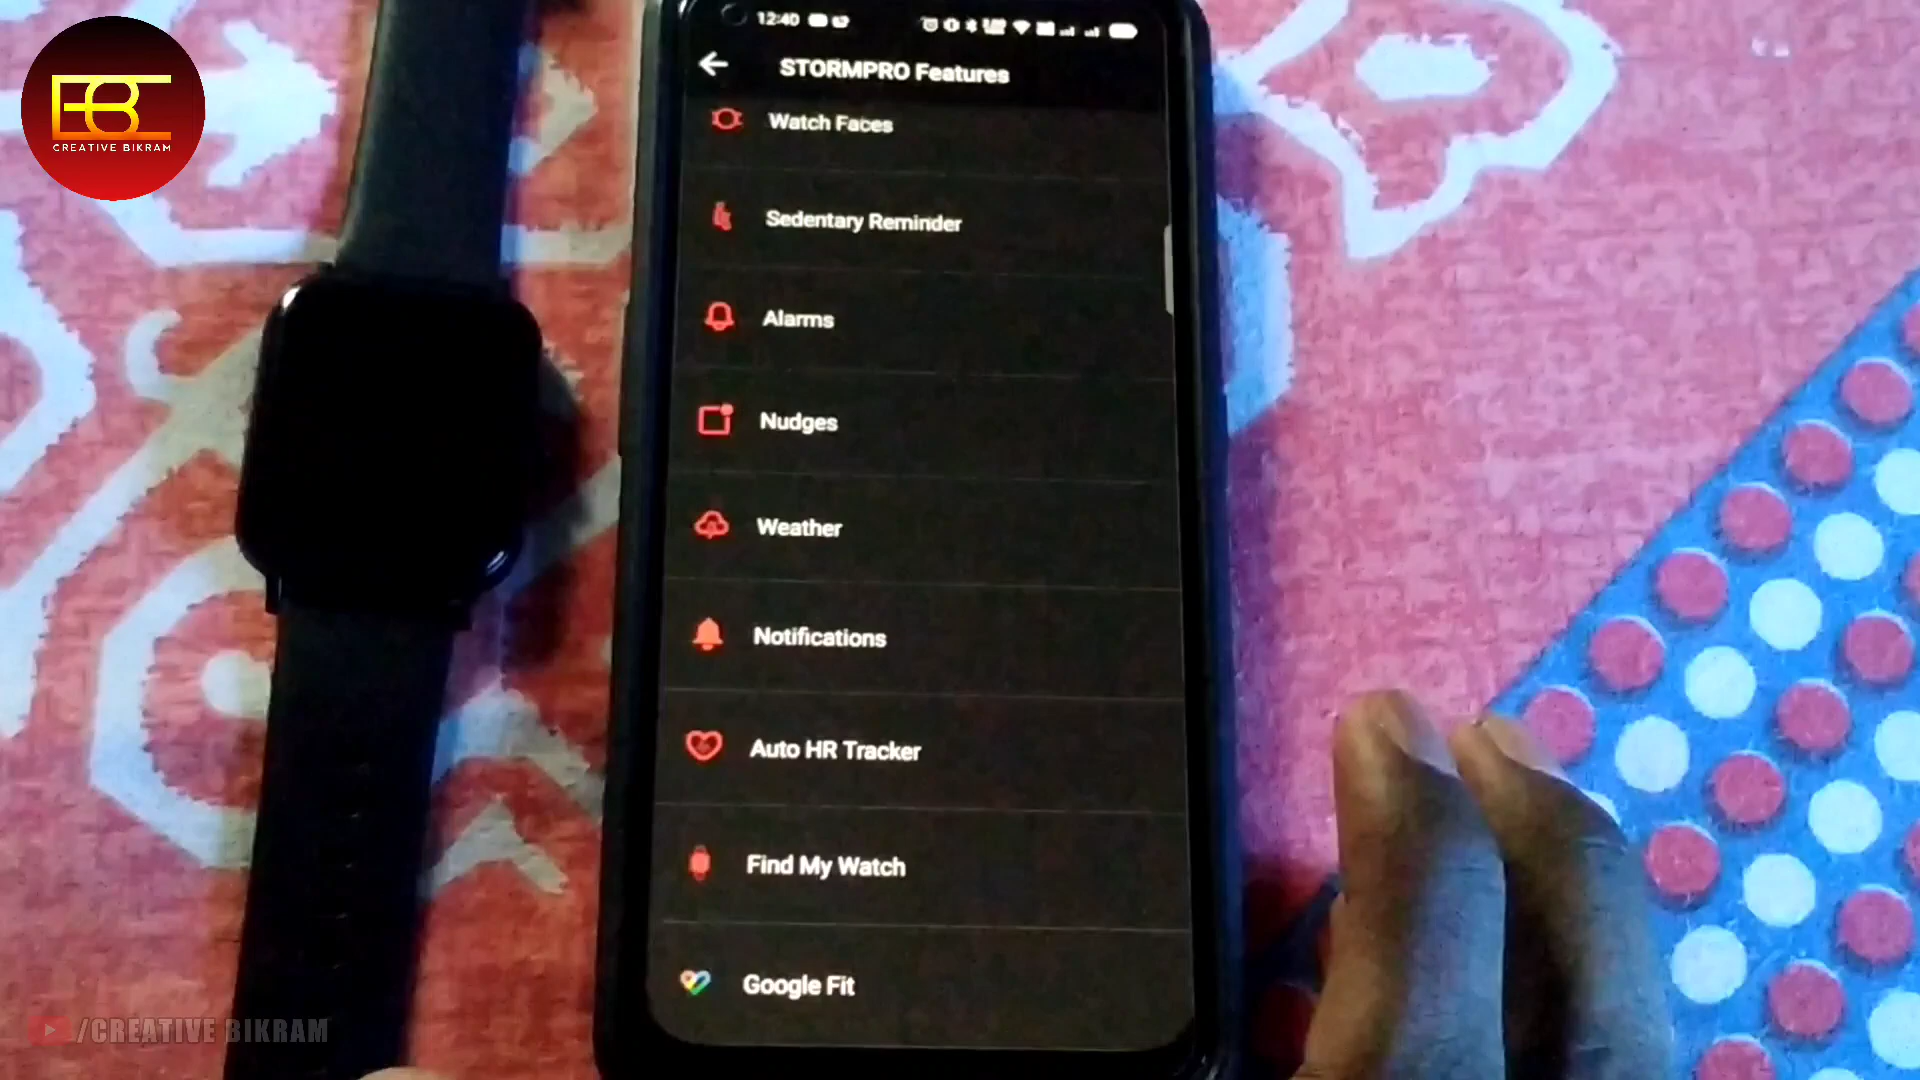 EBC
CREATIVE BIKRAM
12:40
STORMPRO Features
Watch Faces
Sedentary Reminder
Alarms
Nudges
Weather
Notifications
Auto HR Tracker
Find My Watch
Google Fit
/CREATIVE BIKRAM